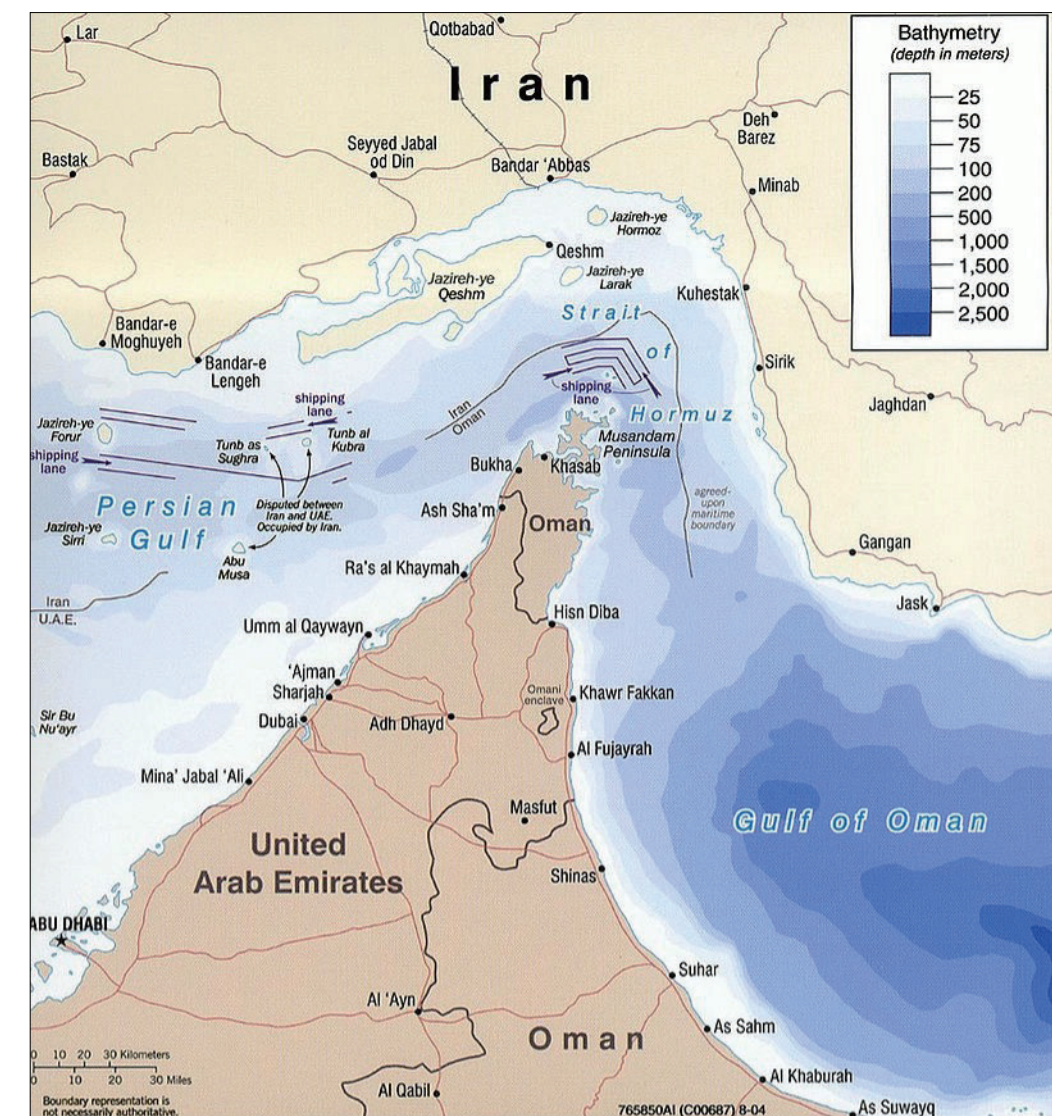 Lar
Qotbabad
Iran
Bathymetry
(depth in meters)
25
50
75
100
200
500
1,000
1,500
2,000
2,500
Deh
Barez
Bastak
Seyyed Jabal
od Din
Bandar ‘Abbas
Minab
Jazireh-ye
Hormoz
Qeshm
Jazireh-ye
Qeshm
Jazireh-ye
Larak
Kuhestak
Strait
of
Hormuz
Bandar-e
Moghuyeh
Bandar-e
Lengeh
Sirik
shipping
lane
Jaghdan
Iran
Oman
shipping
lane
Jazireh-ye
Forur
Tunb as
Sughra
Tunb al
Kubra
shipping
lane
Musandam
Peninsula
Bukha
Khasab
Persian
Gulf
Disputed between
Iran and UAE.
Occupied by Iran.
Ash Sha’m
Oman
agreed-
upon
maritime
boundary
Jazireh-ye
Sirri
Abu
Musa
Gangan
Ra’s al Khaymah
Iran
U.A.E.
Jask
Hisn Diba
Umm al Qaywayn
‘Ajman
Sharjah
Dubai
Omani
enclave
Khawr Fakkan
Sir Bu
Nu’ayr
Adh Dhayd
Al Fujayrah
Mina’ Jabal ‘Ali
Masfut
Gulf of Oman
United
Arab Emirates
Shinas
ABU DHABI
Suhar
Al ‘Ayn
As Sahm
Oman
0 10 20 30 Kilometers
0 10 20 30 Miles
Al Khaburah
Al Qabil
Boundary representation is
not necessarily authoritative.
765850AI (C00687) 8-04
As Suwayq